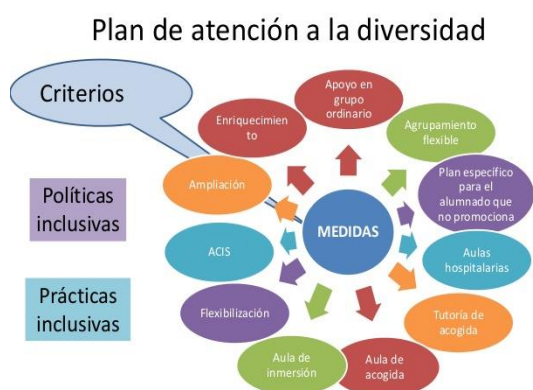 Plan de atención a la diversidad
Criterios
Políticas
inclusivas
Prácticas
inclusivas
MEDIDAS
Apoyo en
grupo
ordinario
Agrupamiento
flexible
Plan específico
para el
alumnado que
no promociona
Aulas
hospitalarias
Tutoría de
acogida
Aula de
acogida
Aula de
inmersión
Flexibilización
ACIS
Ampliación
Enriquecimien
to